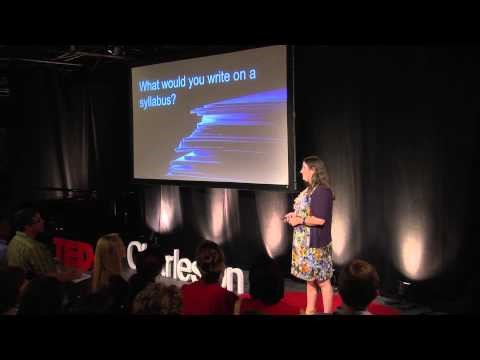 What would you write on a
syllabus?
TED
Charleston